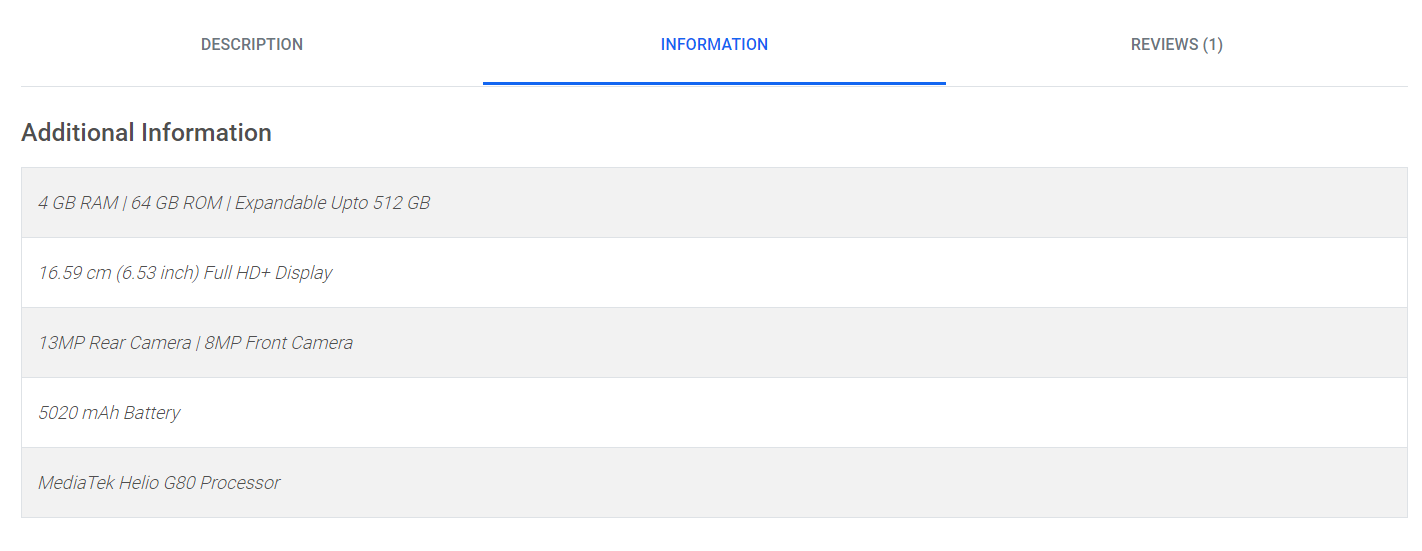 DESCRIPTION
INFORMATION
REVIEWS (1)
Additional Information
4 GB RAM | 64 GB ROM | Expandable Upto 512 GB
16.59 cm (6.53 inch) Full HD+ Display
13MP Rear Camera | 8MP Front Camera
5020 mAh Battery
MediaTek Helio G80 Processor